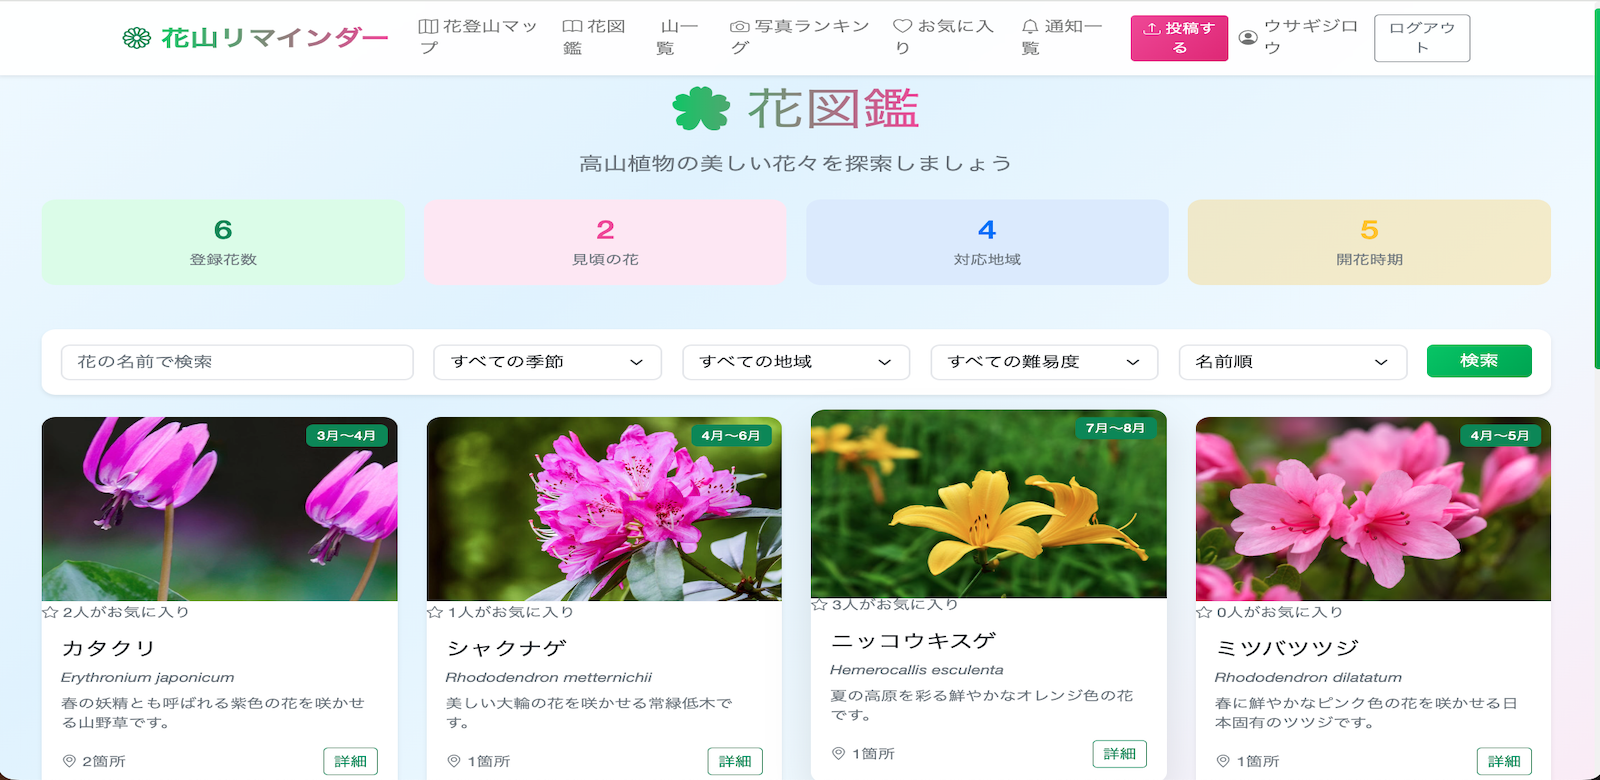 花山リマインダー
花登山マップ
花図鑑
山一覧
写真ランキング
お気に入り
通知一覧
投稿する
ウサギジロウ
ログアウト
花図鑑
高山植物の美しい花々を探索しましょう
6
登録花数
2
見頃の花
4
対応地域
5
開花時期
花の名前で検索
すべての季節
すべての地域
すべての難易度
名前順
検索
3月〜4月
2人がお気に入り
カタクリ
Erythronium japonicum
春の妖精とも呼ばれる紫色の花を咲かせ
る山野草です。
2箇所
詳細
4月〜6月
1人がお気に入り
シャクナゲ
Rhododendron metternichii
美しい大輪の花を咲かせる常緑低木で
す。
1箇所
詳細
7月〜8月
3人がお気に入り
ニッコウキスゲ
Hemerocallis esculenta
夏の高原を彩る鮮やかなオレンジ色の花
です。
1箇所
詳細
4月〜5月
0人がお気に入り
ミツバツツジ
Rhododendron dilatatum
春に鮮やかなピンク色の花を咲かせる日
本固有のツツジです。
1箇所
詳細